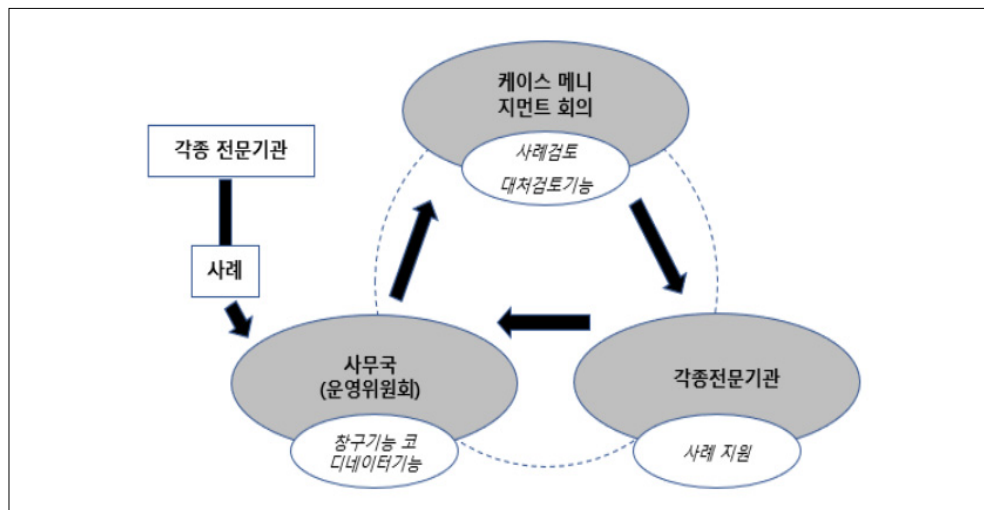 케이스 메니
지먼트 회의
사례검토
대처검토기능
각종 전문기관
사례
사무국
(운영위원회)
창구기능 코
디네이터기능
각종전문기관
사례 지원